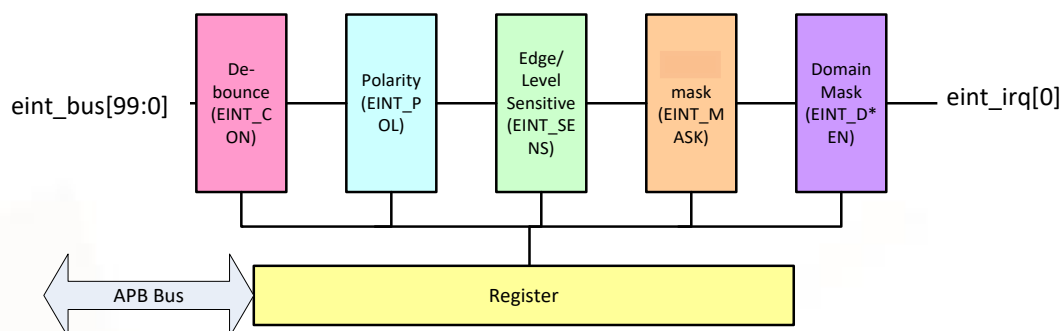 eint_bus[99:0]
De-
bounce
(EINT_C
ON)
Polarity
(EINT_P
OL)
Edge/
Level
Sensitive
(EINT_SE
NS)
mask
(EINT_M
ASK)
Domain
Mask
(EINT_D*
EN)
eint_irq[0]
APB Bus
Register